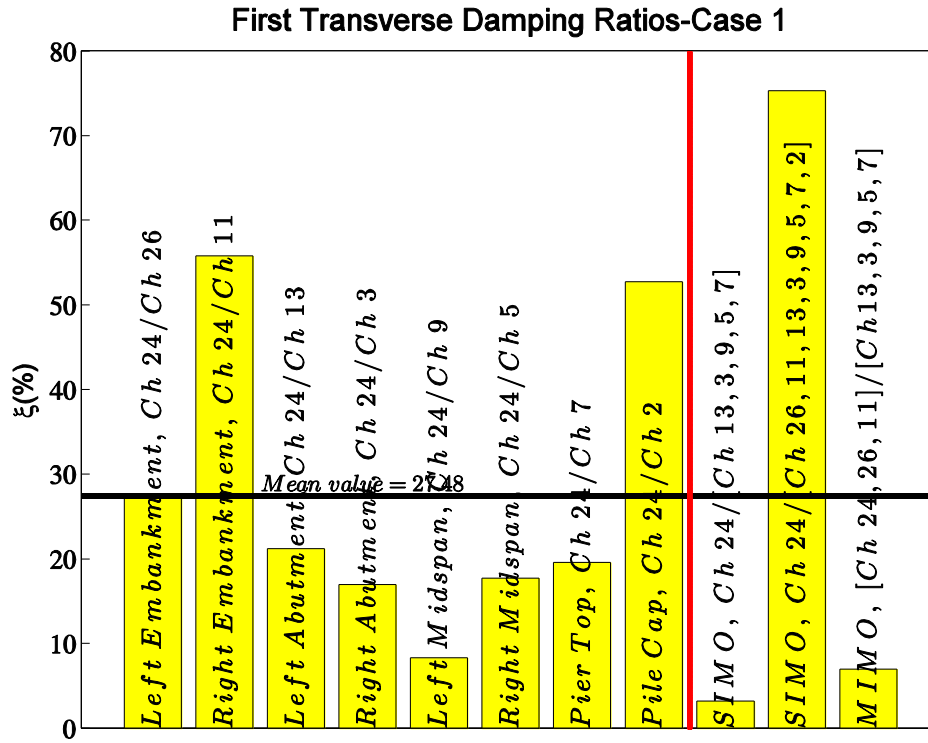 First Transverse Damping Ratios-Case 1
ξ(%)
80
70
60
50
40
30
20
10
0
Mean value = 27.48
Left Embankment, Ch 24/Ch 26
Right Embankment, Ch 24/Ch 11
Left Abutment, Ch 24/Ch 13
Right Abutment, Ch 24/Ch 3
Left Midspan, Ch 24/Ch 9
Right Midspan, Ch 24/Ch 5
Pier Top, Ch 24/Ch 7
Pile Cap, Ch 24/Ch 2
SIMO, Ch 24/[Ch 13,3,9,5,7]
SIMO, Ch 24/[Ch 26,11,13,3,9,5,7,2]
MIMO, [Ch 24,26,11]/[Ch13,3,9,5,7]